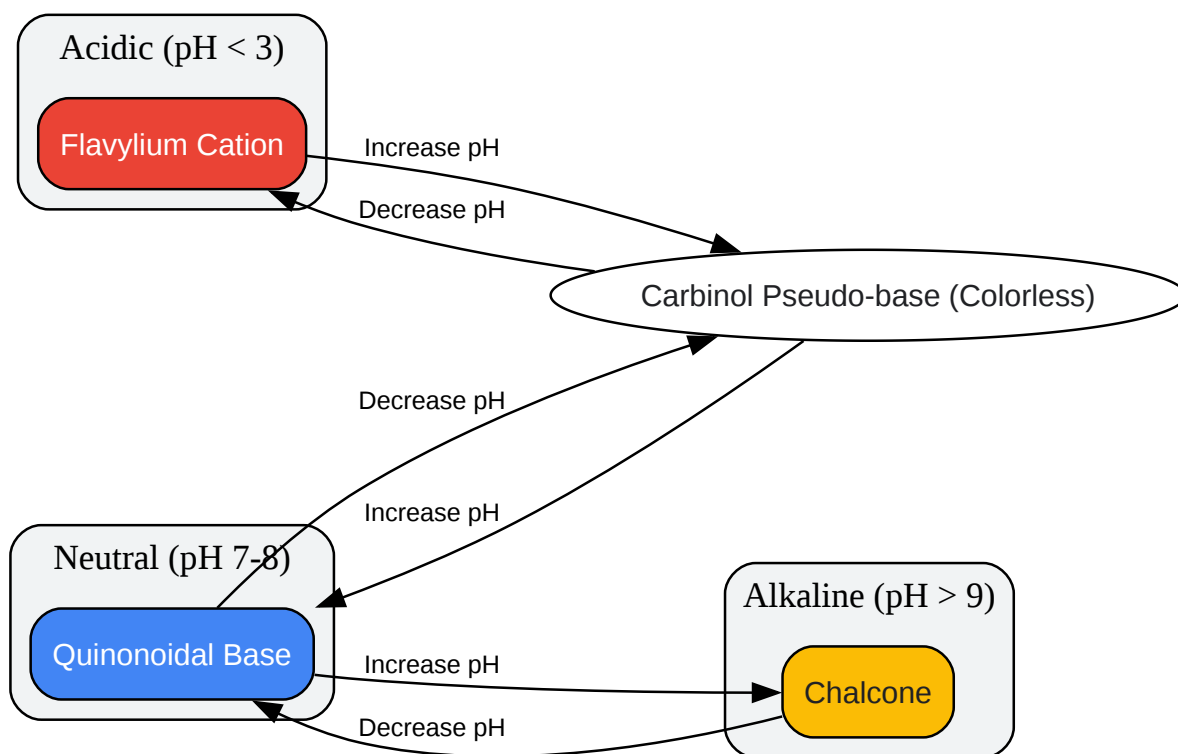 Acidic (pH < 3)
Flavylium Cation
Increase pH
Decrease pH
Carbinol Pseudo-base (Colorless)
Decrease pH
Increase pH
Neutral (pH 7-8)
Quinonoidal Base
Alkaline (pH > 9)
Increase pH
Chalcone
Decrease pH